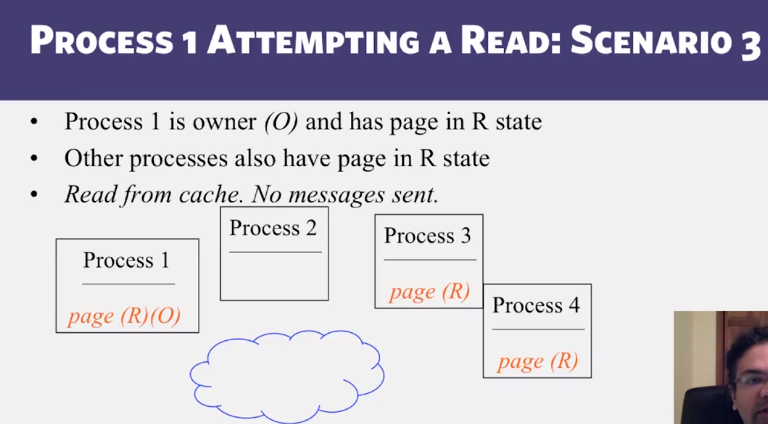 PROCESS 1 ATTEMPTING A READ: SCENARIO 3
• Process 1 is owner (O) and has page in R state
• Other processes also have page in R state
• Read from cache. No messages sent.
Process 1
page (R)(O)
Process 2
Process 3
page (R)
Process 4
page (R)